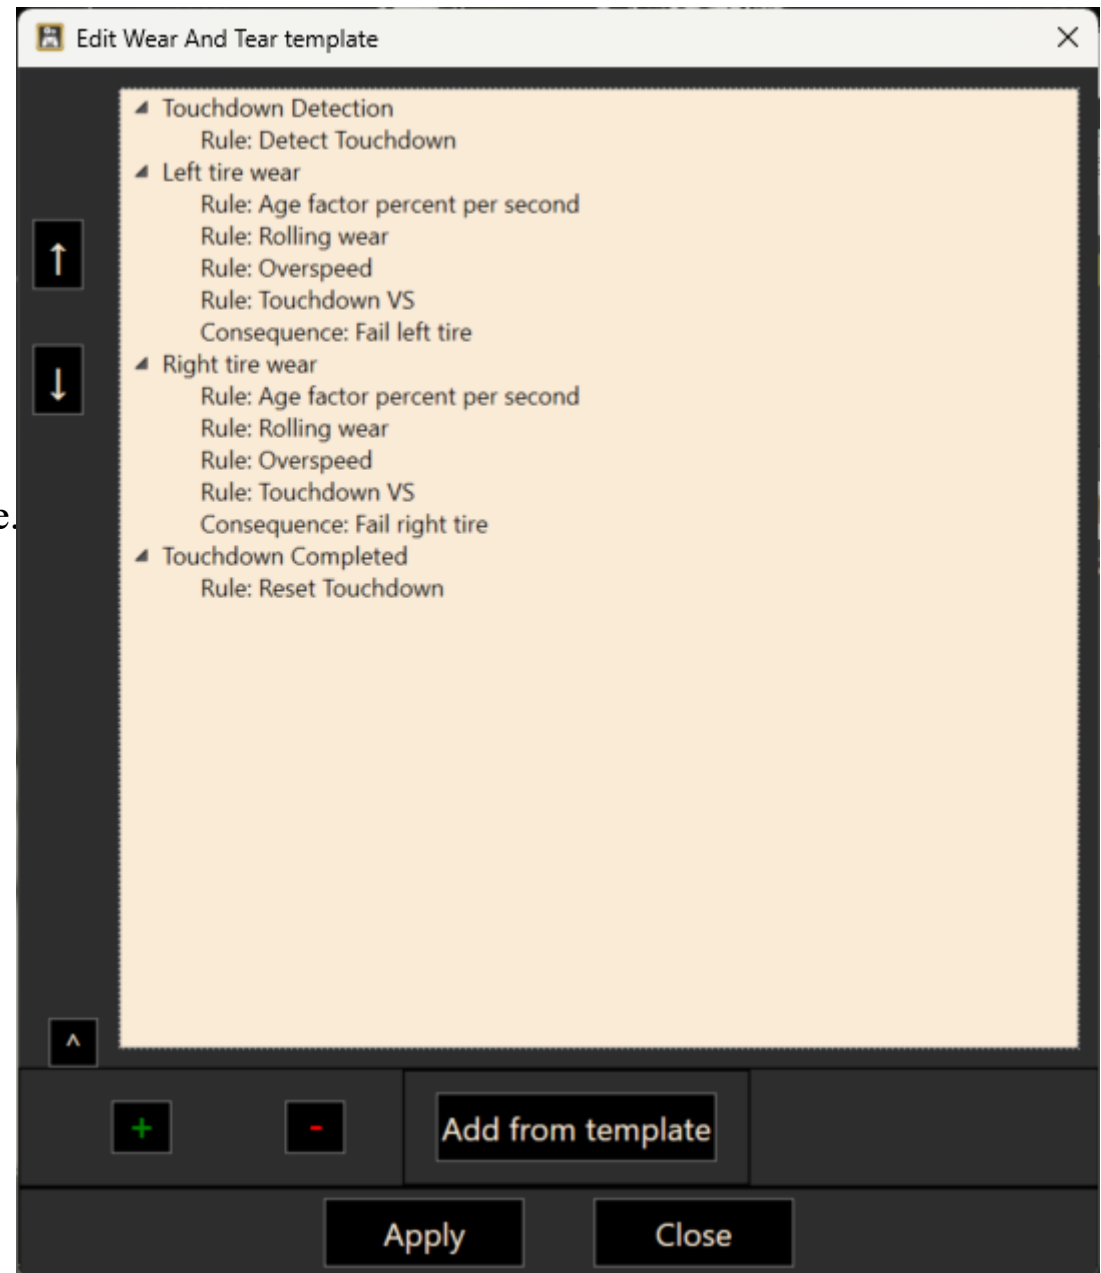 Edit Wear And Tear template
Touchdown Detection
Rule: Detect Touchdown
Left tire wear
Rule: Age factor percent per second
Rule: Rolling wear
Rule: Overspeed
Rule: Touchdown VS
Consequence: Fail left tire
Right tire wear
Rule: Age factor percent per second
Rule: Rolling wear
Rule: Overspeed
Rule: Touchdown VS
Consequence: Fail right tire
Touchdown Completed
Rule: Reset Touchdown
e.
^
+ - Add from template
Apply Close